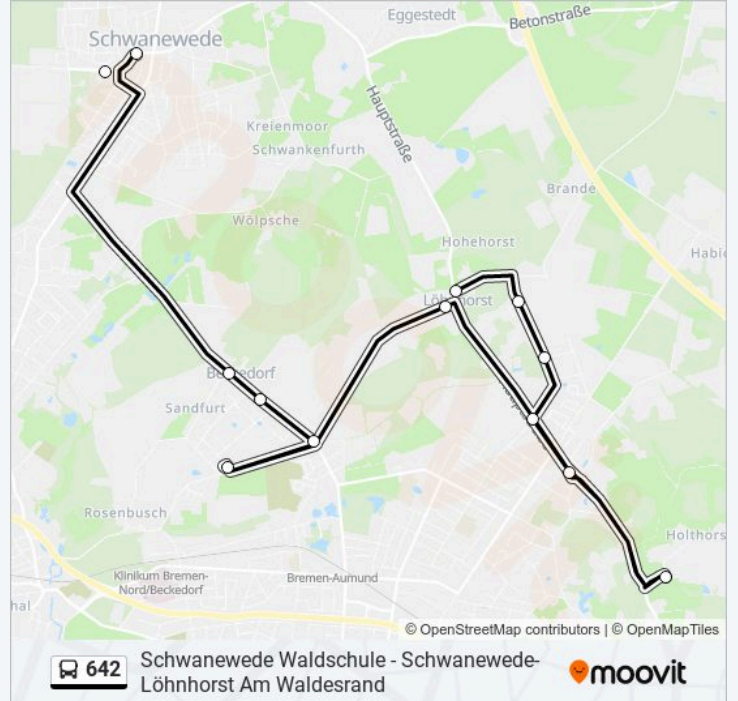 Eggestedt
Betonstraße
Schwanewede
Hauptstraße
Kreienmoor
Schwankenfurth
Brande
Wölpsche
Hohehorst
Habi
Löhnhorst
Beckedorf
Sandfurt
Rosenbusch
Holthors
Klinikum Bremen-
Nord/Beckedorf
Bremen-Aumund
hal
© OpenStreetMap contributors | © OpenMapTiles
642
Schwanewede Waldschule - Schwanewede-
Löhnhorst Am Waldesrand
moovit